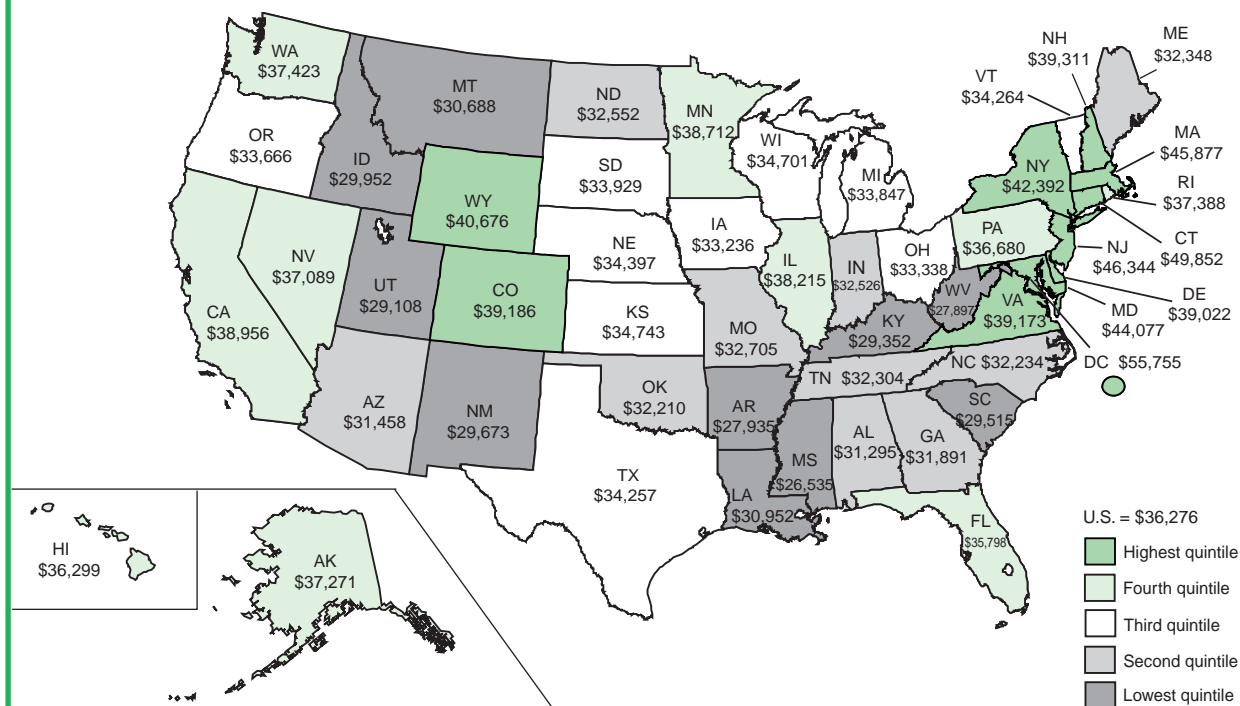 WA
$37,423
MT
$30,688
ND
$32,552
MN
$38,712
OR
$33,666
ID
$29,952
WY
$40,676
SD
$33,929
WI
$34,701
MI
$33,847
NH
$39,311
ME
$32,348
VT
$34,264
MA
$45,877
NY
$42,392
RI
$37,388
CT
$49,852
NJ
$46,344
PA
$36,680
DE
$39,022
MD
$44,077
DC $55,755
NV
$37,089
UT
$29,108
CO
$39,186
NE
$34,397
IA
$33,236
IL
$38,215
IN
$32,526
OH
$33,338
WV
$27,897
VA
$39,173
CA
$38,956
KS
$34,743
MO
$32,705
KY
$29,352
NC $32,234
TN $32,304
AZ
$31,458
NM
$29,673
OK
$32,210
AR
$27,935
SC
$29,515
MS
$26,535
AL
$31,295
GA
$31,891
TX
$34,257
LA
$30,952
FL
$35,798
HI
$36,299
AK
$37,271
U.S. = $36,276
Highest quintile
Fourth quintile
Third quintile
Second quintile
Lowest quintile